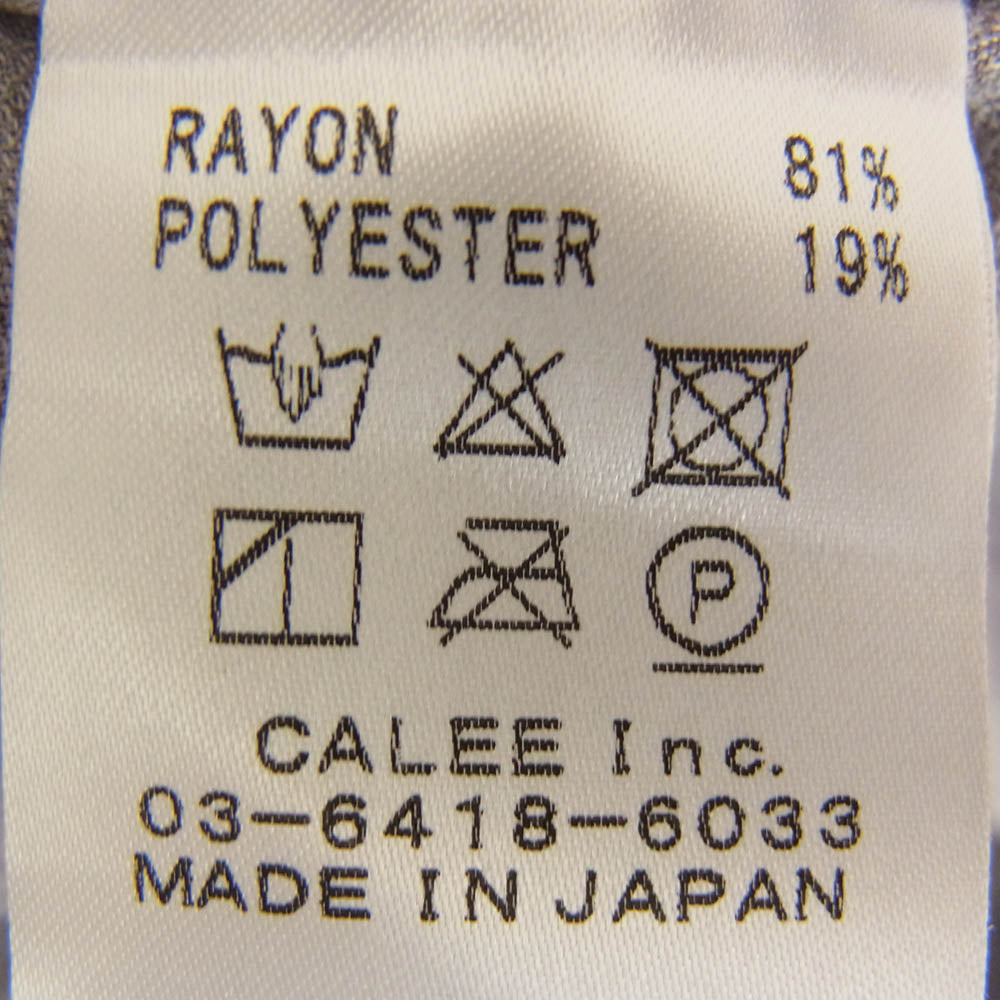 RAYON 81%
POLYESTER 19%
P
CALEE Inc.
03-6418-6033
MADE IN JAPAN